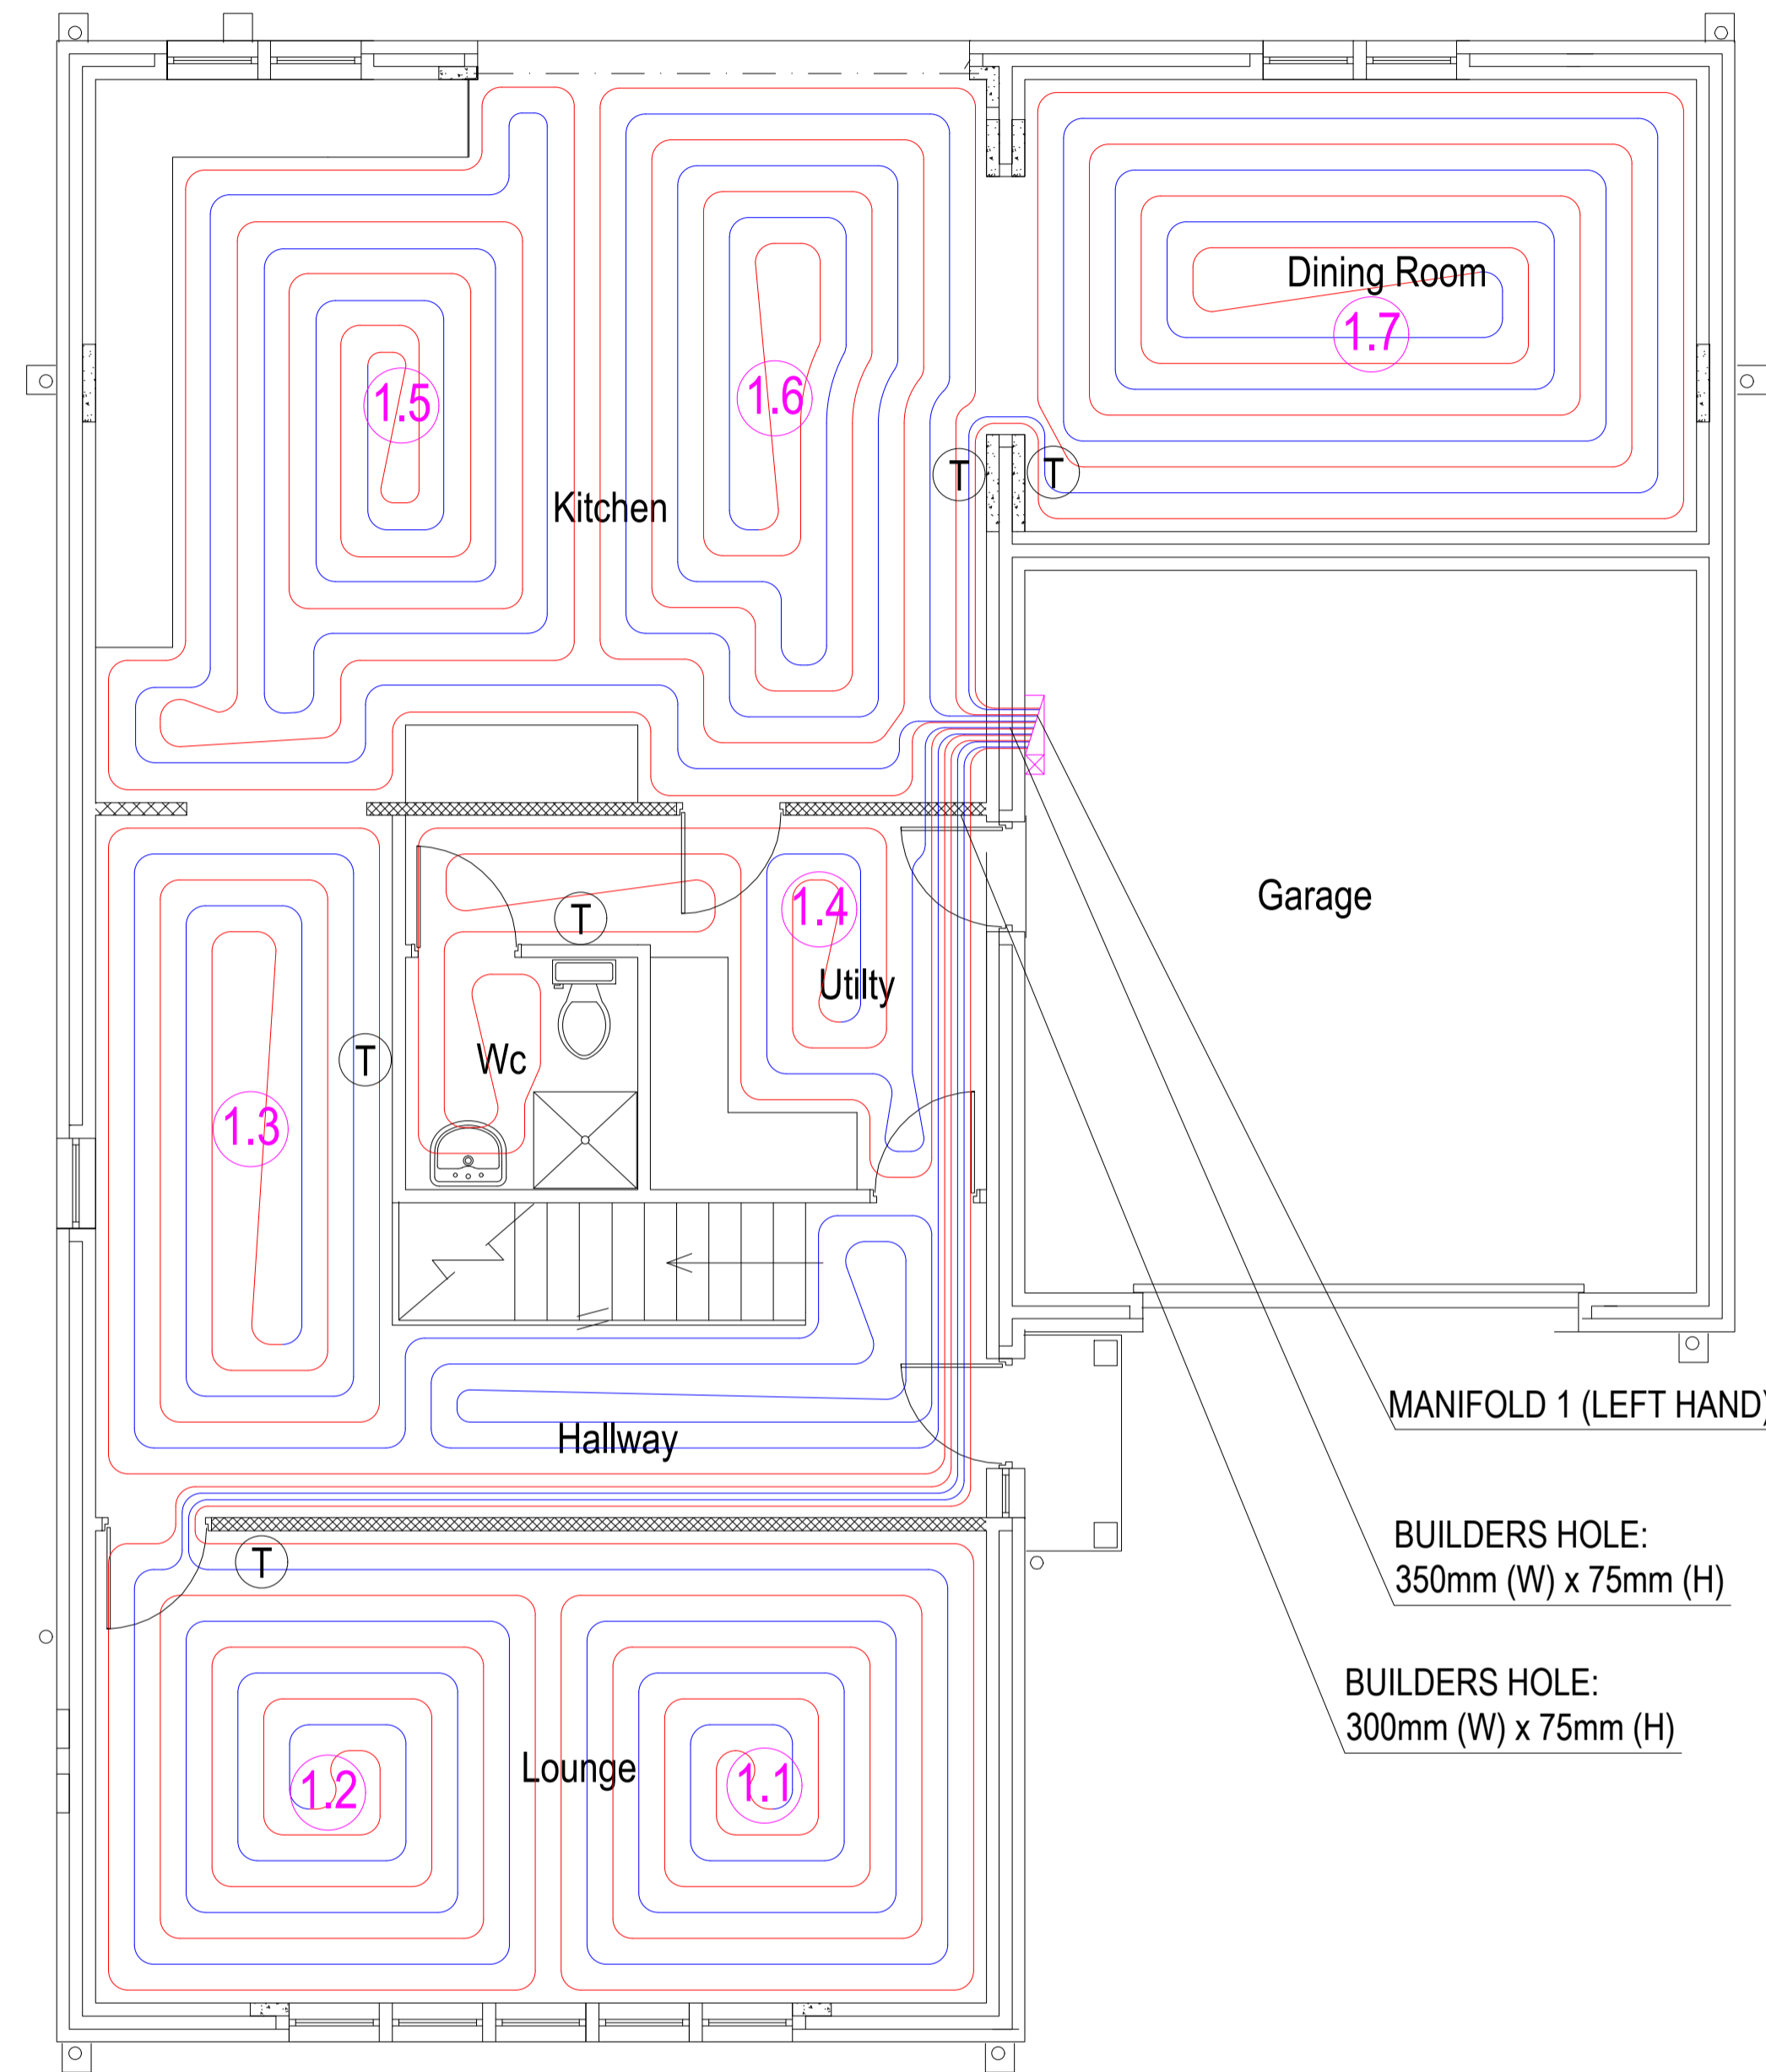 Dining Room
1.7
1.5
1.6
T
T
Kitchen
Garage
1.4
T
Utilty
Wc
T
1.3
MANIFOLD 1 (LEFT HAND)
Hallway
BUILDERS HOLE:
350mm (W) x 75mm (H)
T
BUILDERS HOLE:
300mm (W) x 75mm (H)
Lounge
1.2
1.1